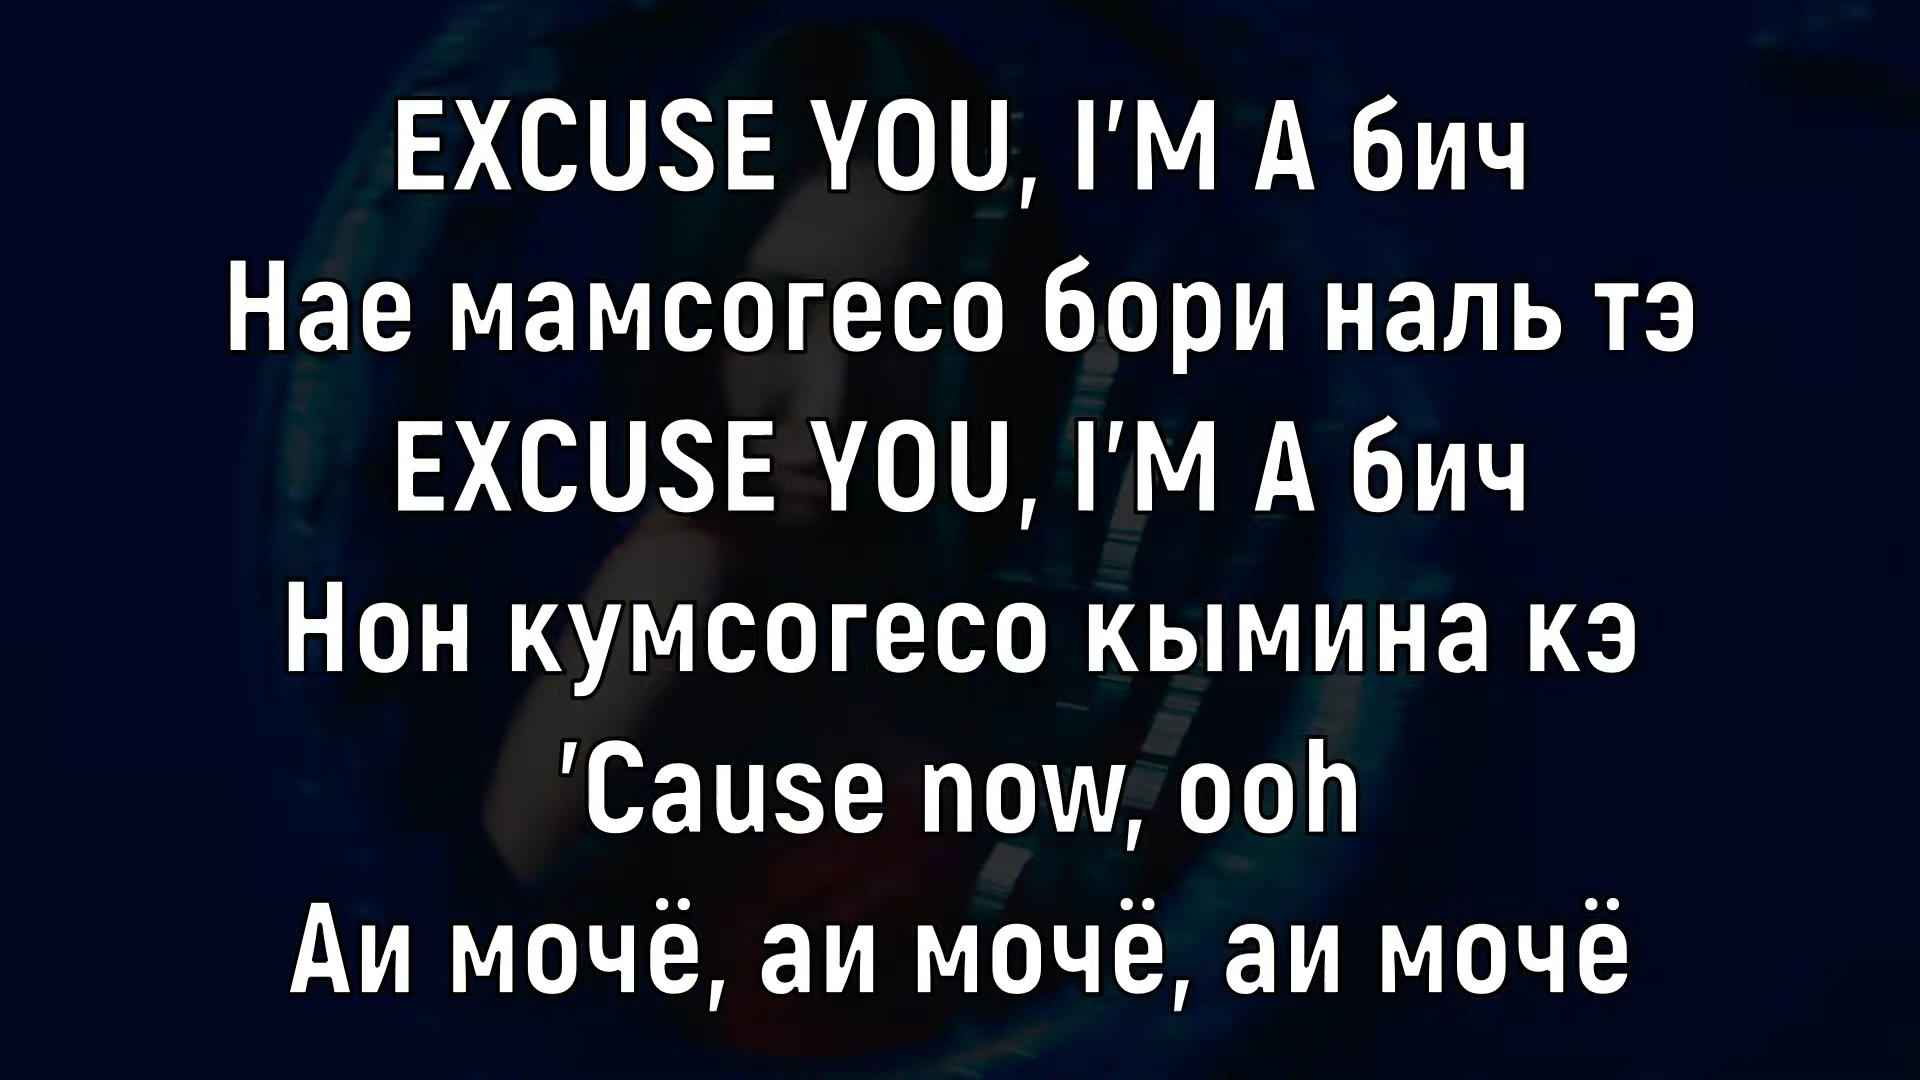 EXCUSE YOU, I'M A бич
Нае мамсогесо бори наль тэ
EXCUSE YOU, I'M A бич
Нон кумсогесо кымина кэ
'Cause now, ooh
Аи мочё, аи мочё, аи мочё